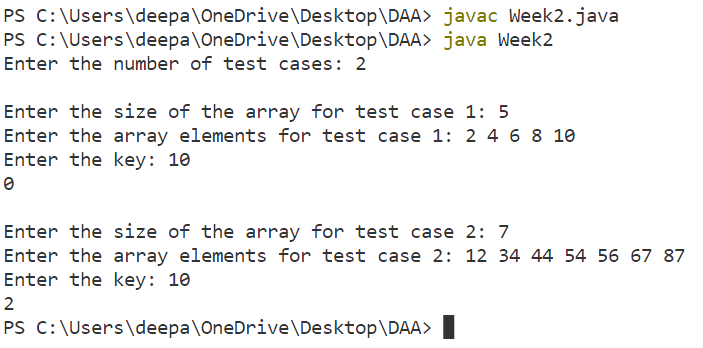 PS C:\Users\deepa\OneDrive\Desktop\DAA> javac Week2.java
PS C:\Users\deepa\OneDrive\Desktop\DAA> java Week2
Enter the number of test cases: 2
Enter the size of the array for test case 1: 5
Enter the array elements for test case 1: 2 4 6 8 10
Enter the key: 10
0
Enter the size of the array for test case 2: 7
Enter the array elements for test case 2: 12 34 44 54 56 67 87
Enter the key: 10
2
PS C:\Users\deepa\OneDrive\Desktop\DAA>